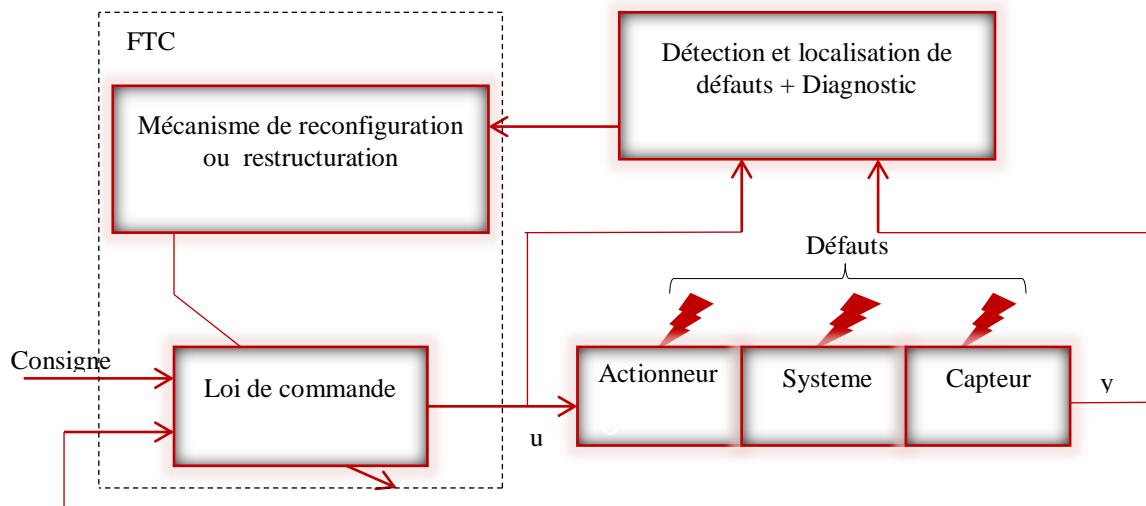 FTC
Détection et localisation de
défauts + Diagnostic
Mécanisme de reconfiguration
ou restructuration
Défauts
Consigne
Loi de commande
u
Actionneur
Systeme
Capteur
y